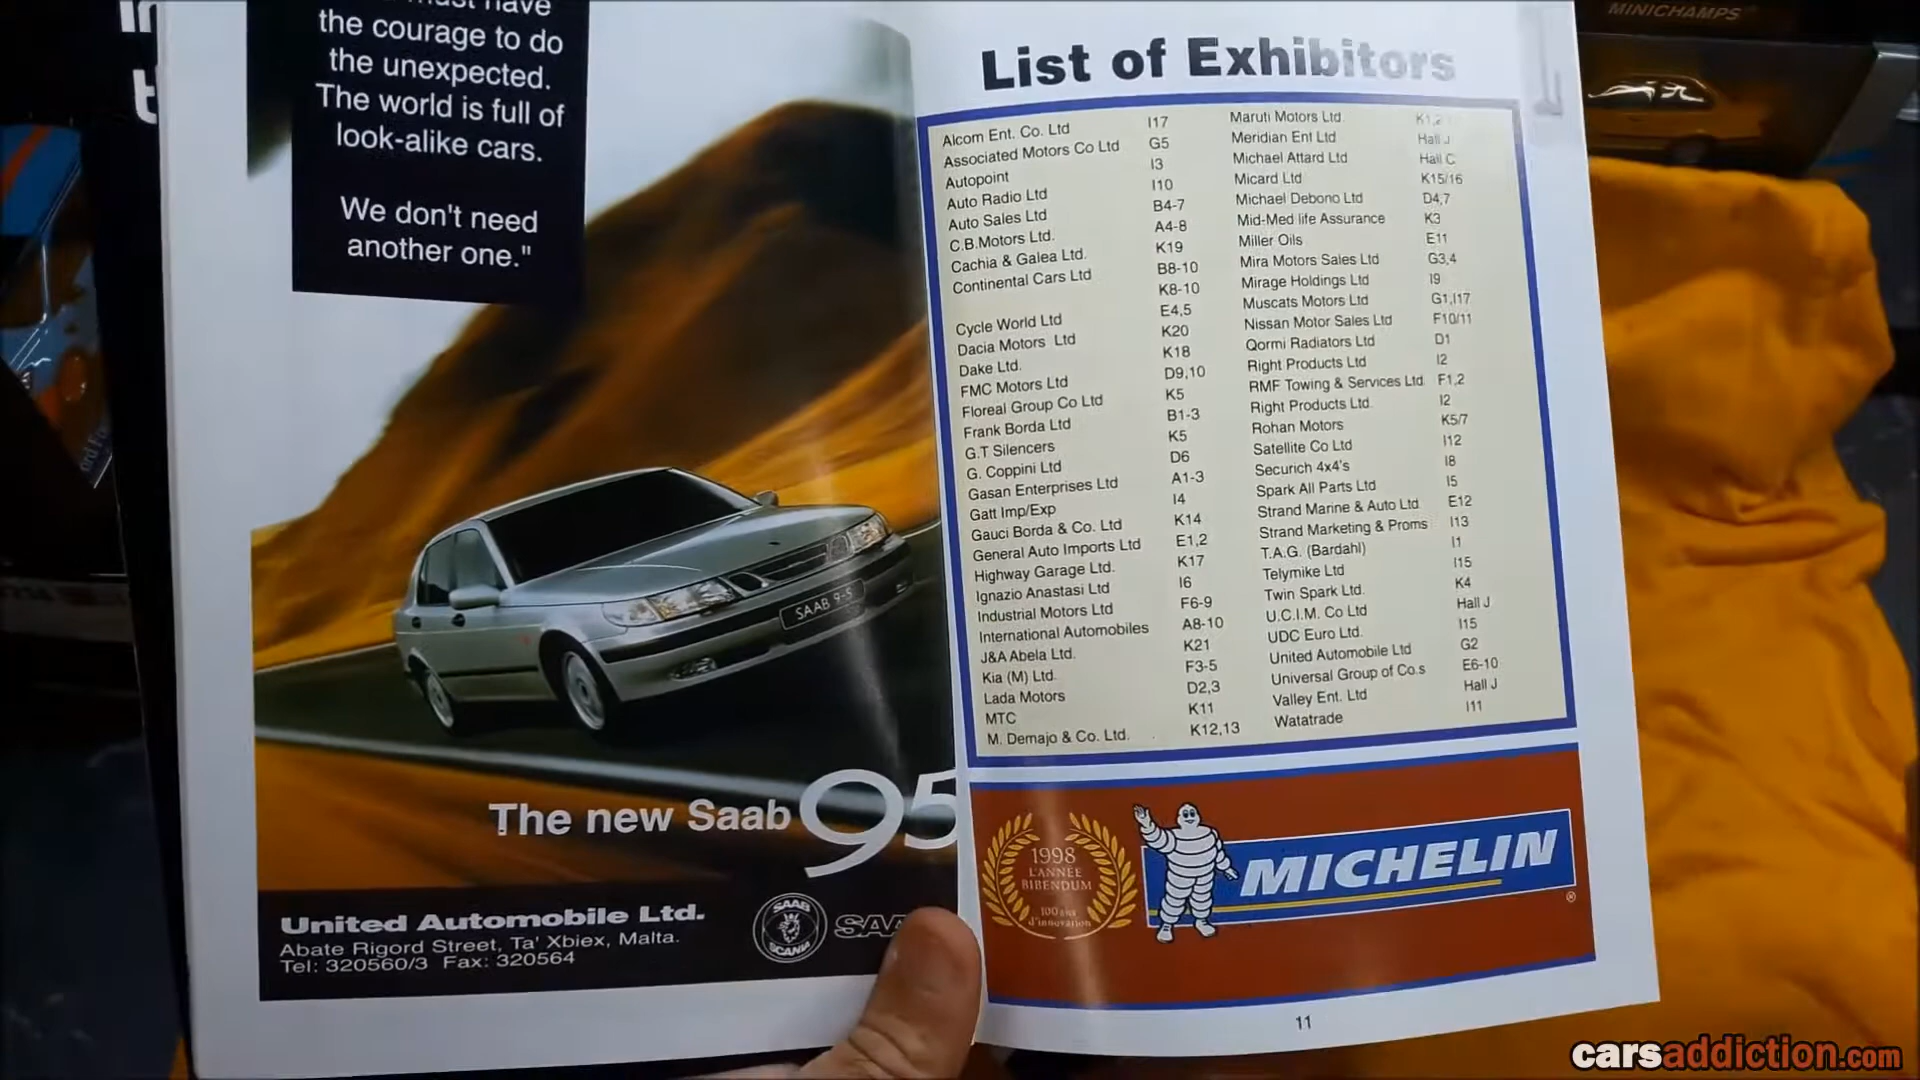 the courage to do
the unexpected.
The world is full of
look-alike cars.
We don't need
another one."
SAAB 9-5
The new Saab 95
United Automobile Ltd.
Abate Rigord Street, Ta' Xbiex, Malta.
Tel: 320560/3 Fax: 320564
SAAB
SCANIA
List of Exhibitors
Alcom Ent. Co. Ltd I17
Associated Motors Co Ltd G5
Autopoint I3
Auto Radio Ltd I10
Auto Sales Ltd B4-7
C.B.Motors Ltd. A4-8
Cachia & Galea Ltd. K19
Continental Cars Ltd B8-10
K8-10
Cycle World Ltd E4,5
Dacia Motors Ltd K20
Dake Ltd. K18
FMC Motors Ltd D9,10
Floreal Group Co Ltd K5
Frank Borda Ltd B1-3
G.T Silencers K5
G. Coppini Ltd D6
Gasan Enterprises Ltd A1-3
Gatt Imp/Exp I4
Gauci Borda & Co. Ltd K14
General Auto Imports Ltd E1,2
Highway Garage Ltd. K17
Ignazio Anastasi Ltd I6
Industrial Motors Ltd F6-9
International Automobiles A8-10
J&A Abela Ltd. K21
Kia (M) Ltd. F3-5
Lada Motors D2,3
MTC K11
M. Demajo & Co. Ltd. K12,13
Maruti Motors Ltd.
Meridian Ent Ltd Hall J
Michael Attard Ltd Hall C
Micard Ltd K15/16
Michael Debono Ltd D4,7
Mid-Med life Assurance K3
Miller Oils E11
Mira Motors Sales Ltd G3,4
Mirage Holdings Ltd I9
Muscats Motors Ltd G1,I17
Nissan Motor Sales Ltd F10/11
Qormi Radiators Ltd D1
Right Products Ltd I2
RMF Towing & Services Ltd. F1,2
Right Products Ltd. I2
Rohan Motors K5/7
Satellite Co Ltd I12
Securich 4x4's I8
Spark All Parts Ltd I5
Strand Marine & Auto Ltd E12
Strand Marketing & Proms I13
T.A.G. (Bardahl) I1
Telymike Ltd I15
Twin Spark Ltd. K4
U.C.I.M. Co Ltd Hall J
UDC Euro Ltd. I15
United Automobile Ltd G2
Universal Group of Co.s E6-10
Valley Ent. Ltd Hall J
Watatrade I11
1998
L'ANNÉE
BIBENDUM
100 ans
d'innovation
MICHELIN
®
11
MINICHAMPS
carsaddiction.com